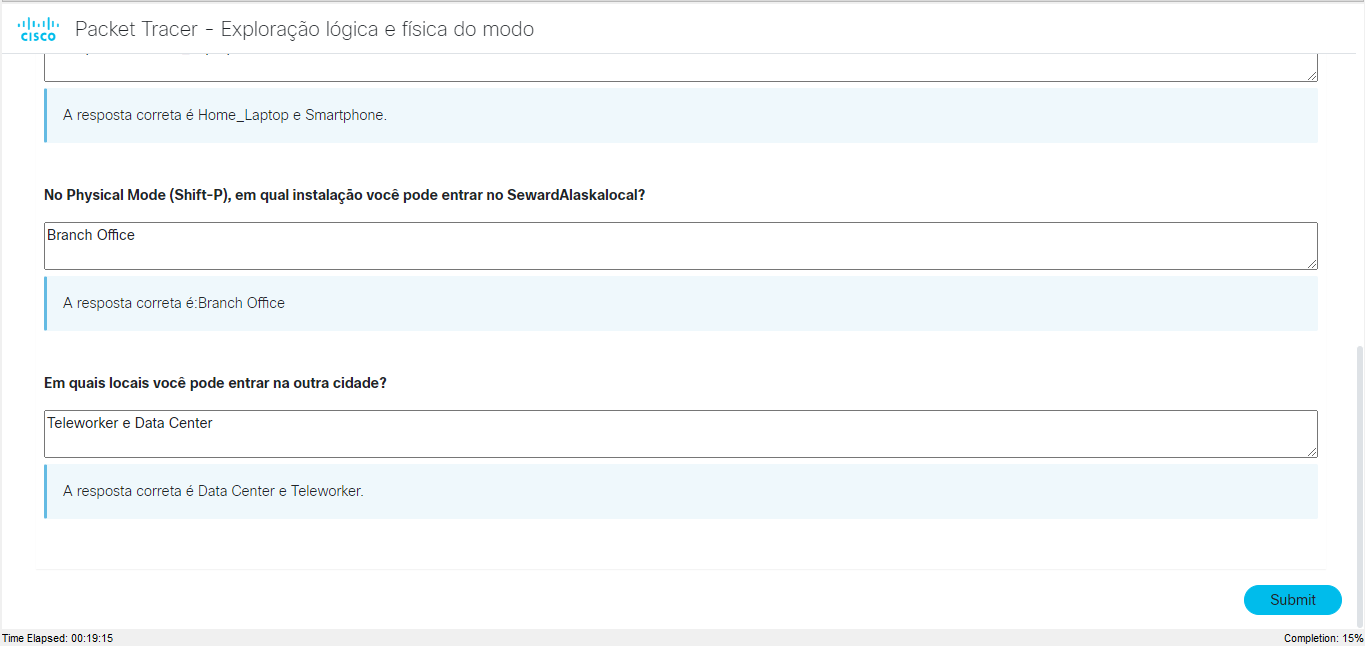 CISCO
Packet Tracer - Exploração lógica e física do modo
A resposta correta é Home_Laptop e Smartphone.
No Physical Mode (Shift-P), em qual instalação você pode entrar no SewardAlaskalocal?
Branch Office
A resposta correta é:Branch Office
Em quais locais você pode entrar na outra cidade?
Teleworker e Data Center
A resposta correta é Data Center e Teleworker.
Submit
Time Elapsed: 00:19:15
Completion: 15%